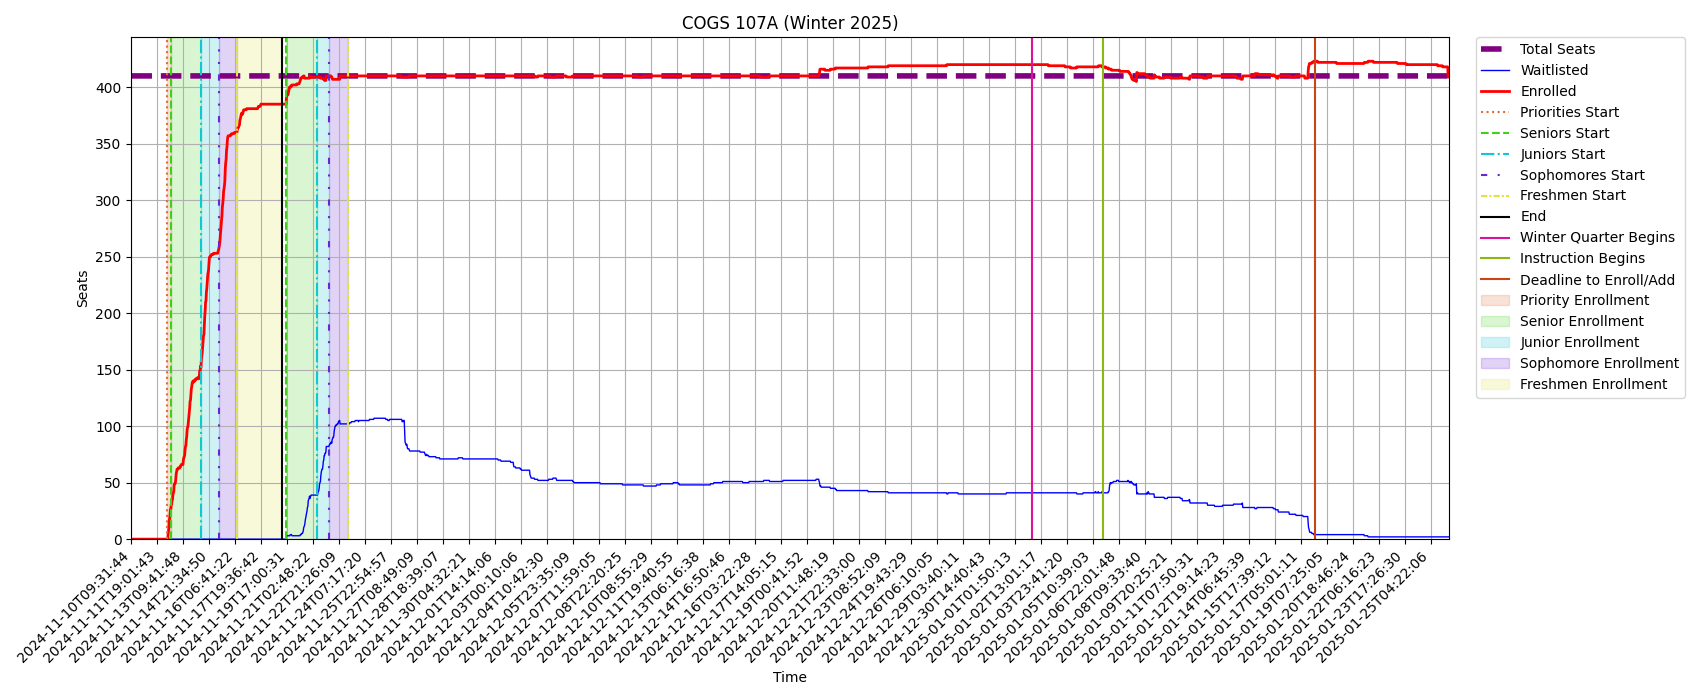 COGS 107A (Winter 2025)
Seats
400
350
300
250
200
150
100
50
0
2024-11-10T09:31:44
2024-11-11T19:01:43
2024-11-13T09:41:48
2024-11-14T21:34:50
2024-11-16T06:41:22
2024-11-17T19:36:42
2024-11-19T17:00:31
2024-11-21T02:48:22
2024-11-22T21:26:09
2024-11-24T07:17:20
2024-11-25T22:54:57
2024-11-27T08:49:09
2024-11-28T18:39:07
2024-11-30T04:32:21
2024-12-01T14:14:06
2024-12-03T00:10:06
2024-12-04T10:42:30
2024-12-05T23:35:09
2024-12-07T11:59:05
2024-12-08T22:20:25
2024-12-10T08:55:29
2024-12-11T19:40:55
2024-12-13T06:16:38
2024-12-14T16:50:46
2024-12-16T03:22:28
2024-12-17T14:05:15
2024-12-19T00:41:52
2024-12-20T11:48:19
2024-12-21T22:33:00
2024-12-23T08:52:09
2024-12-24T19:43:29
2024-12-26T06:10:05
2024-12-29T03:40:11
2024-12-30T14:40:43
2025-01-01T01:50:13
2025-01-02T13:01:17
2025-01-03T23:41:20
2025-01-05T10:39:03
2025-01-06T22:01:48
2025-01-08T09:33:40
2025-01-09T20:25:21
2025-01-11T07:50:31
2025-01-12T19:14:23
2025-01-14T06:45:39
2025-01-15T17:39:12
2025-01-17T05:01:11
2025-01-19T07:25:05
2025-01-20T18:46:24
2025-01-22T06:16:23
2025-01-23T17:26:30
2025-01-25T04:22:06
Time
Total Seats
Waitlisted
Enrolled
Priorities Start
Seniors Start
Juniors Start
Sophomores Start
Freshmen Start
End
Winter Quarter Begins
Instruction Begins
Deadline to Enroll/Add
Priority Enrollment
Senior Enrollment
Junior Enrollment
Sophomore Enrollment
Freshmen Enrollment